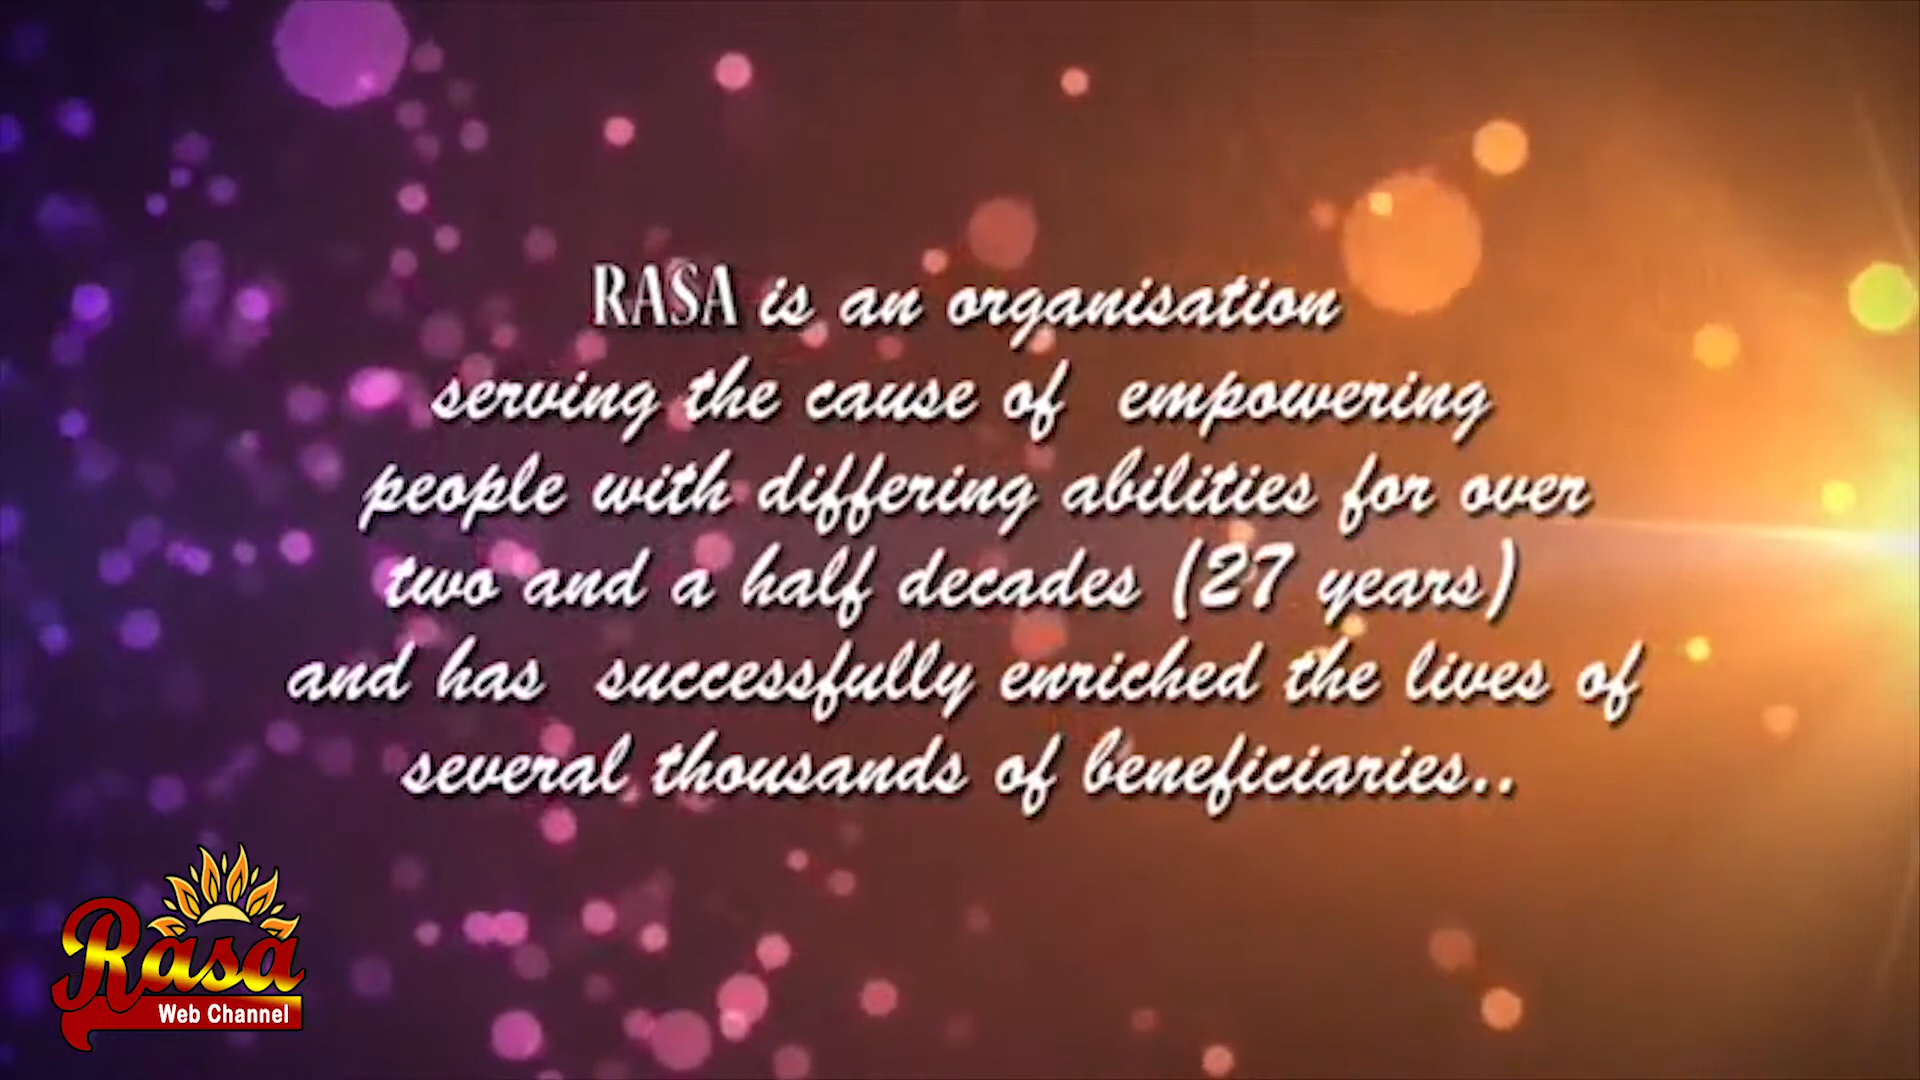 RASA is an organisation
serving the cause of empowering
people with differing abilities for over
two and a half decades (27 years)
and has successfully enriched the lives of
several thousands of beneficiaries..
Rasa
Web Channel